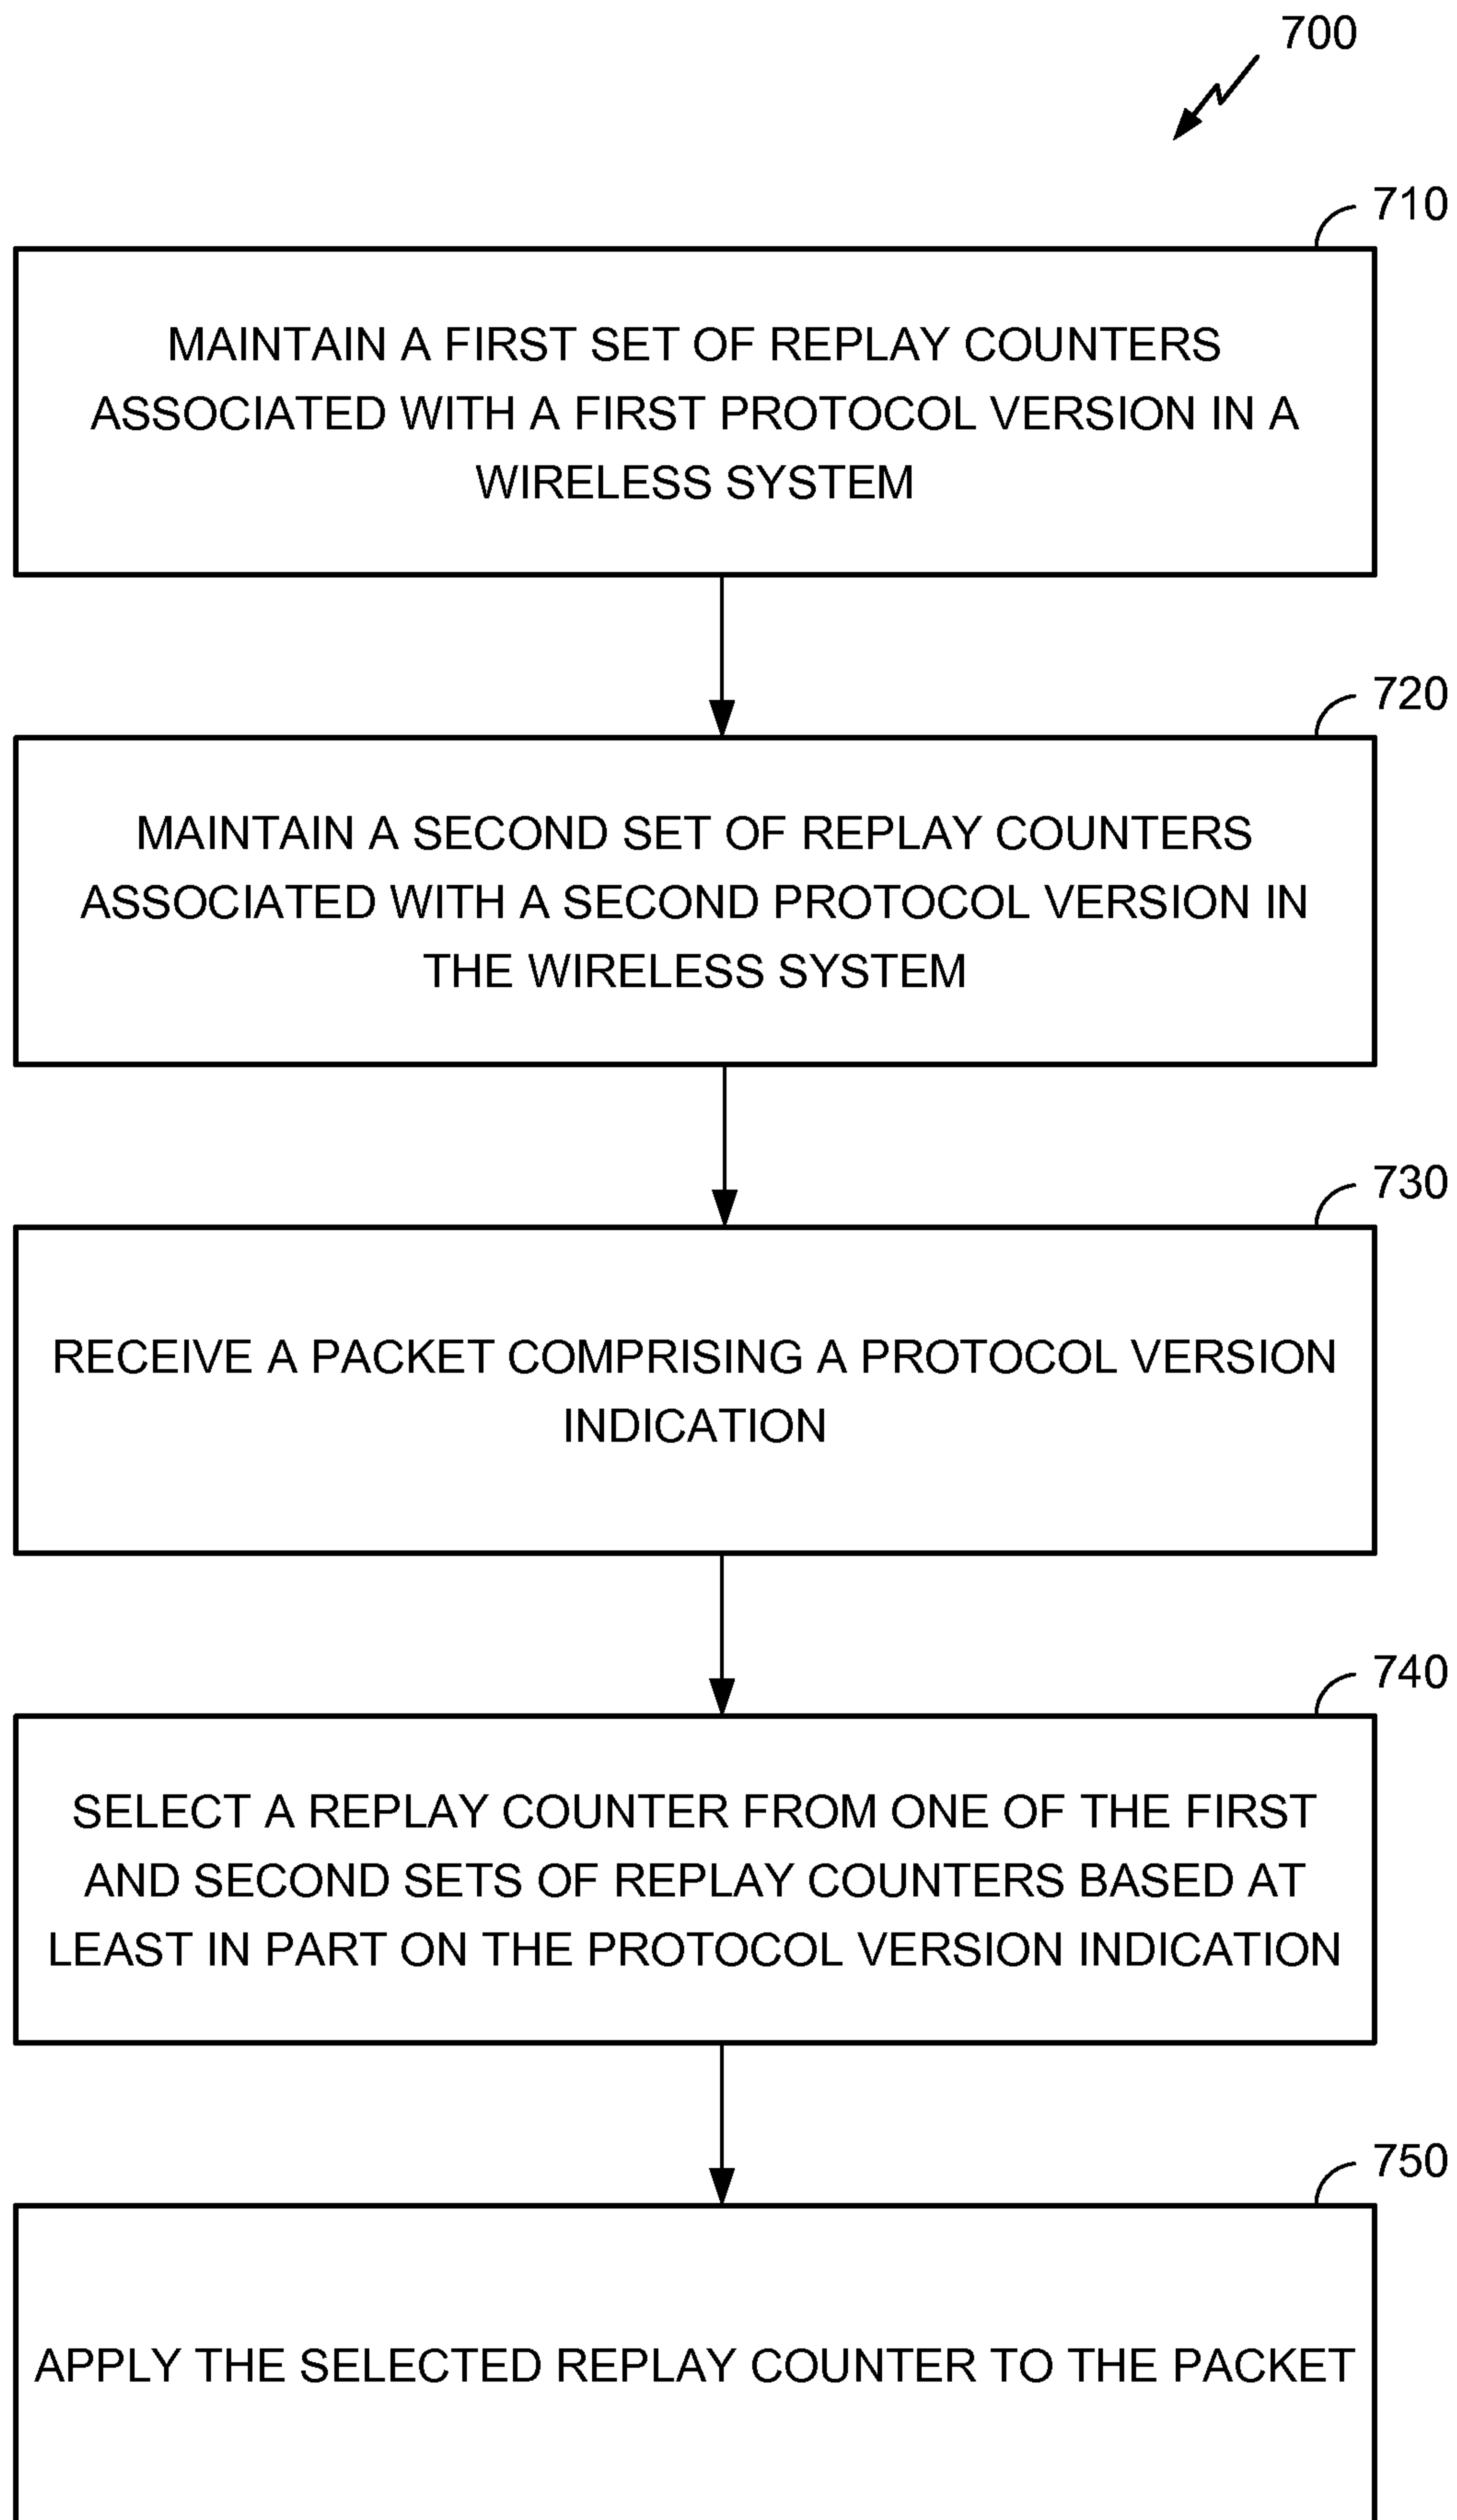 700
710
MAINTAIN A FIRST SET OF REPLAY COUNTERS
ASSOCIATED WITH A FIRST PROTOCOL VERSION IN A
WIRELESS SYSTEM
720
MAINTAIN A SECOND SET OF REPLAY COUNTERS
ASSOCIATED WITH A SECOND PROTOCOL VERSION IN
THE WIRELESS SYSTEM
730
RECEIVE A PACKET COMPRISING A PROTOCOL VERSION
INDICATION
740
SELECT A REPLAY COUNTER FROM ONE OF THE FIRST
AND SECOND SETS OF REPLAY COUNTERS BASED AT
LEAST IN PART ON THE PROTOCOL VERSION INDICATION
750
APPLY THE SELECTED REPLAY COUNTER TO THE PACKET